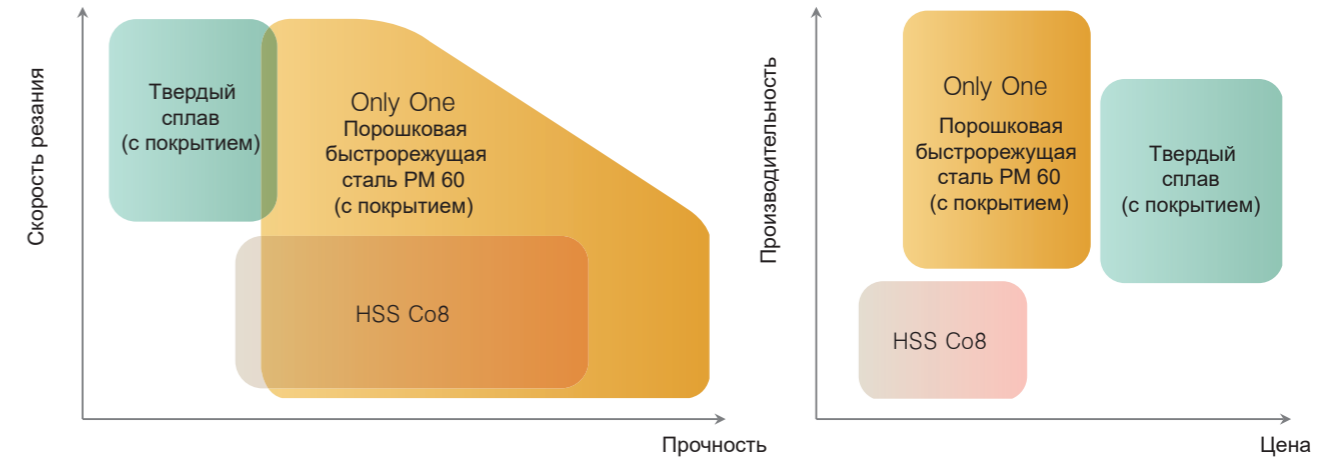 Скорость резания
Твердый
сплав
(с покрытием)
Only One
Порошковая
быстрорежущая
сталь PM 60
(с покрытием)
HSS Co8
Прочность
Производительность
Only One
Порошковая
быстрорежущая
сталь PM 60
(с покрытием)
Твердый
сплав
(с покрытием)
HSS Co8
Цена